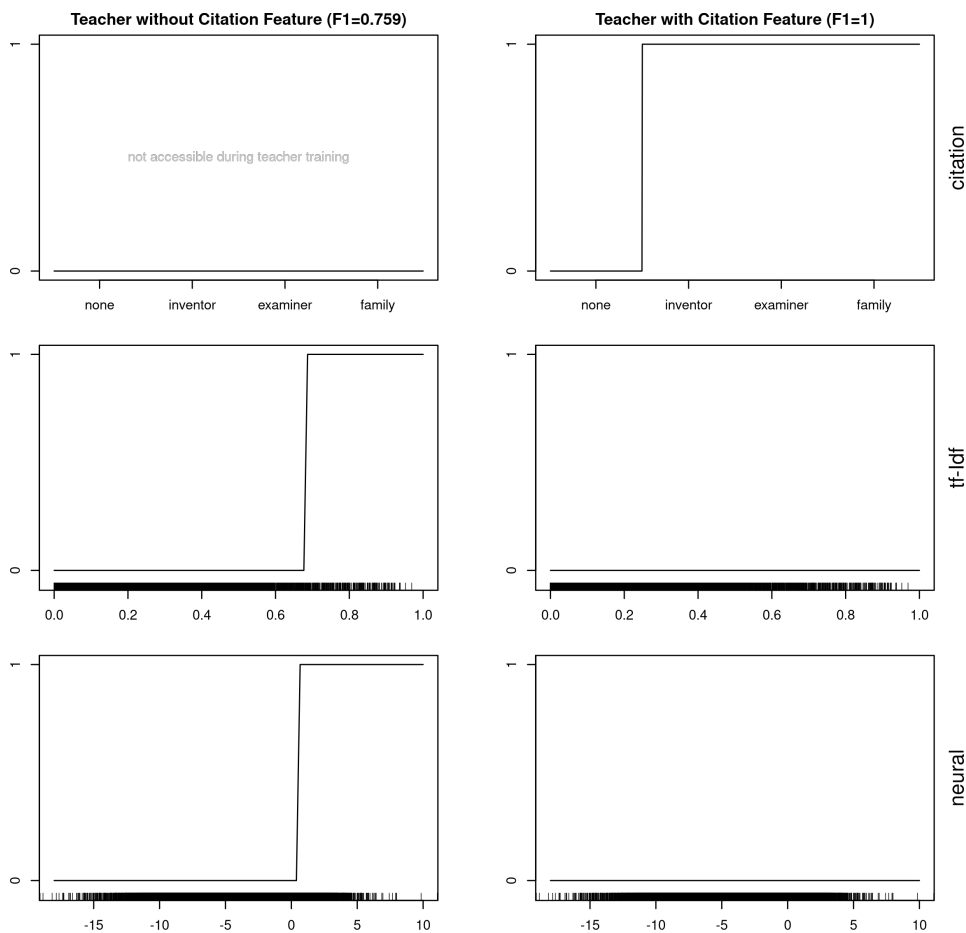 Teacher without Citation Feature (F1=0.759)
Teacher with Citation Feature (F1=1)
1
not accessible during teacher training
0
none inventor examiner family
1
0
none inventor examiner family
citation
1
0
0.0 0.2 0.4 0.6 0.8 1.0
1
0
0.0 0.2 0.4 0.6 0.8 1.0
tf-Idf
1
0
-15 -10 -5 0 5 10
1
0
-15 -10 -5 0 5 10
neural